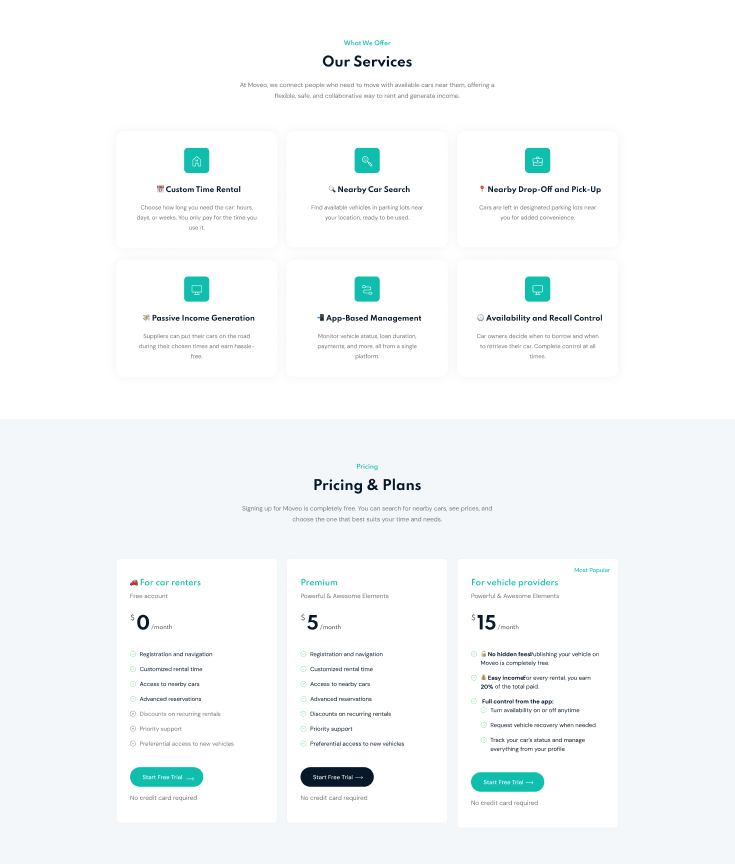 What We Offer
Our Services
At Moveo, we connect people who need to move with available cars near them, offering a
flexible, safe, and collaborative way to rent and generate income.
Custom Time Rental
Choose how long you need the car: hours,
days, or weeks. You only pay for the time you
use it.
Nearby Car Search
Find available vehicles in parking lots near
your location, ready to be used.
Nearby Drop-Off and Pick-Up
Cars are left in designated parking lots near
you for added convenience.
Passive Income Generation
Suppliers can put their cars on the road
during their chosen times and earn hassle-
free.
App-Based Management
Monitor vehicle status, loan duration,
payments, and more, all from a single
platform.
Availability and Recall Control
Car owners decide when to borrow and when
to retrieve their car. Complete control at all
times.
Pricing
Pricing & Plans
Signing up for Moveo is completely free. You can search for nearby cars, see prices, and
choose the one that best suits your time and needs.
For car renters
Free account
$0/month
Registration and navigation
Customized rental time
Access to nearby cars
Advanced reservations
Discounts on recurring rentals
Priority support
Preferential access to new vehicles
Start Free Trial →
No credit card required
Premium
Powerful & Awesome Elements
$5/month
Registration and navigation
Customized rental time
Access to nearby cars
Advanced reservations
Discounts on recurring rentals
Priority support
Preferential access to new vehicles
Start Free Trial →
No credit card required
Most Popular
For vehicle providers
Powerful & Awesome Elements
$15/month
No hidden fees: Publishing your vehicle on
Moveo is completely free.
Easy income: For every rental, you earn
20% of the total paid.
Full control from the app:
Turn availability on or off anytime
Request vehicle recovery when needed
Track your car's status and manage
everything from your profile
Start Free Trial →
No credit card required